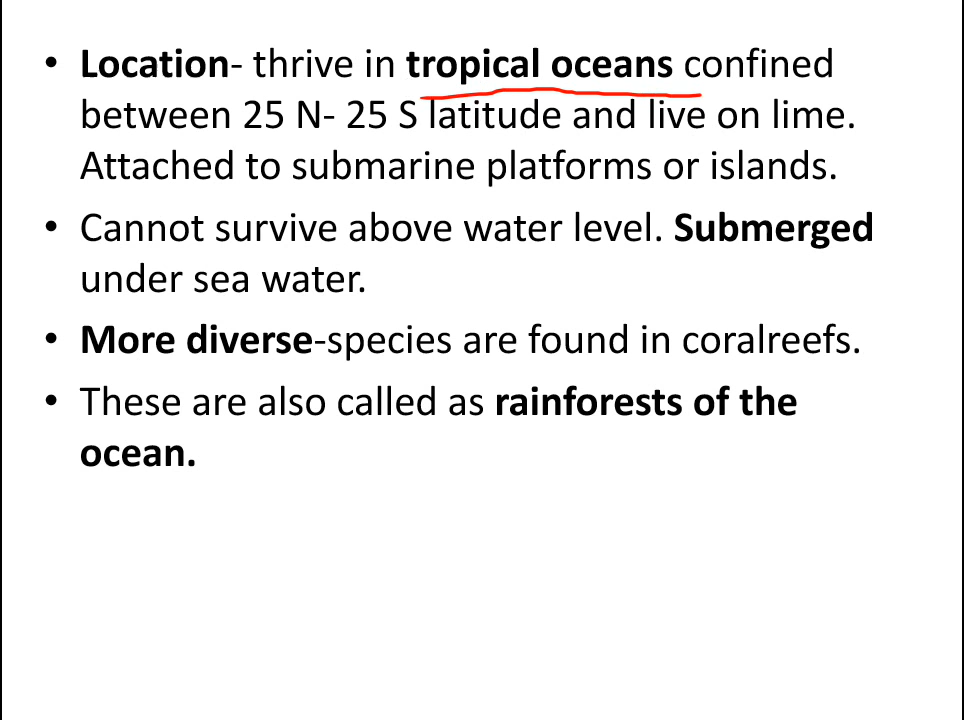 • Location- thrive in tropical oceans confined
between 25 N- 25 S latitude and live on lime.
Attached to submarine platforms or islands.
• Cannot survive above water level. Submerged
under sea water.
• More diverse-species are found in coralreefs.
• These are also called as rainforests of the
ocean.